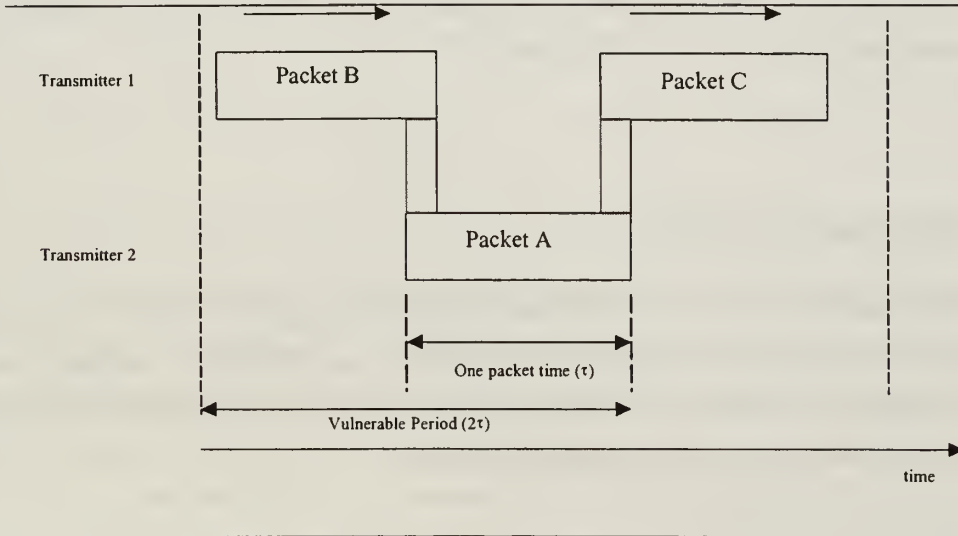 Transmitter 1
Packet B
Packet C
Transmitter 2
Packet A
One packet time (τ)
Vulnerable Period (2τ)
time